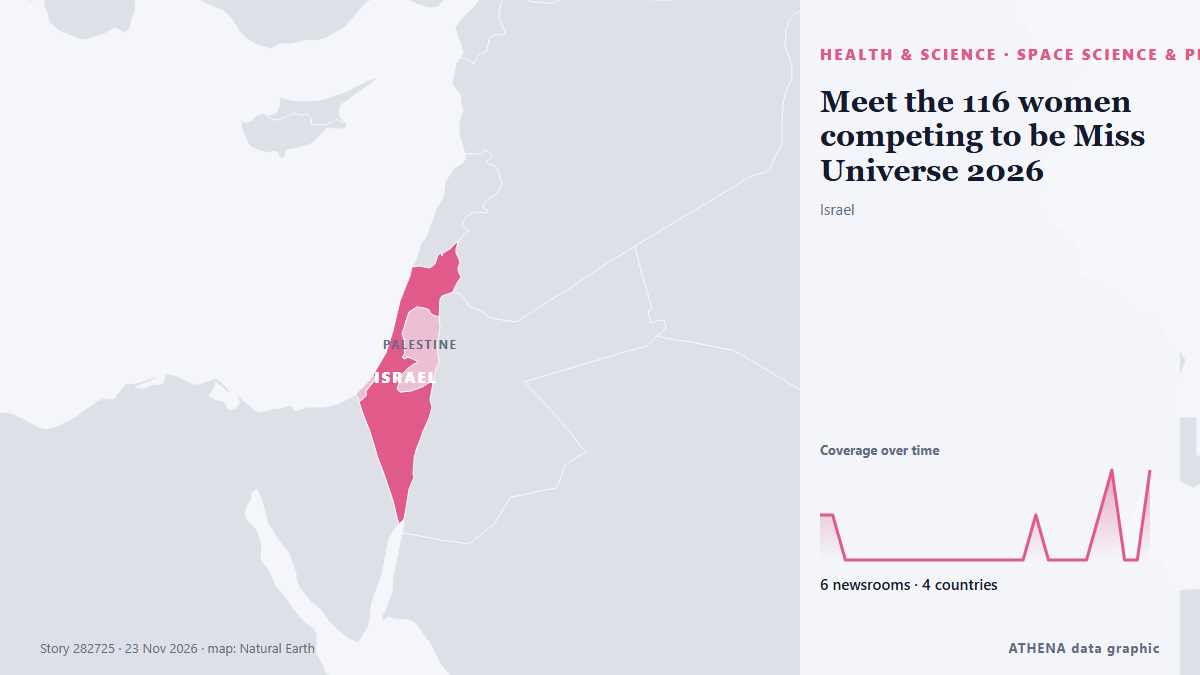 HEALTH & SCIENCE · SPACE SCIENCE &
Meet the 116 women
competing to be Miss
Universe 2026
Israel
PALESTINE
ISRAEL
Coverage over time
6 newsrooms · 4 countries
Story 282725 · 23 Nov 2026 · map: Natural Earth
ATHENA data graphic